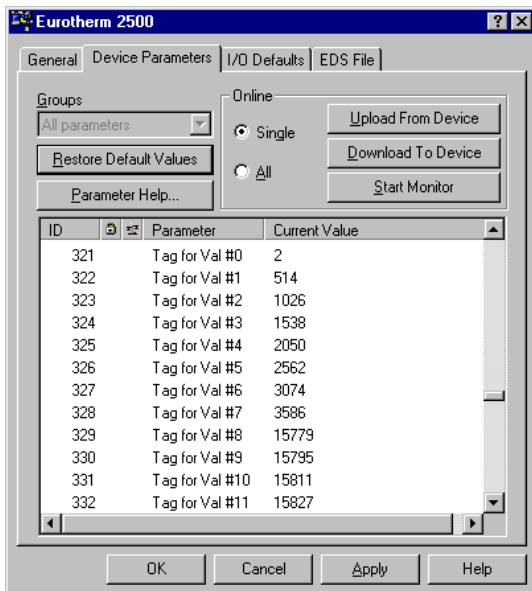 Eurotherm 2500
General Device Parameters I/O Defaults EDS File
Groups
All parameters
Restore Default Values
Parameter Help...
Online
Single
All
Upload From Device
Download To Device
Start Monitor
ID Parameter Current Value
321 Tag for Val #0 2
322 Tag for Val #1 514
323 Tag for Val #2 1026
324 Tag for Val #3 1538
325 Tag for Val #4 2050
326 Tag for Val #5 2562
327 Tag for Val #6 3074
328 Tag for Val #7 3586
329 Tag for Val #8 15779
330 Tag for Val #9 15795
331 Tag for Val #10 15811
332 Tag for Val #11 15827
OK Cancel Apply Help